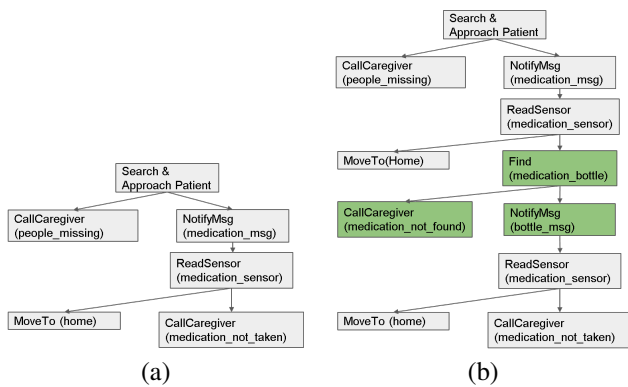 Search &
Approach Patient
CallCaregiver
(people_missing)
NotifyMsg
(medication_msg)
ReadSensor
(medication_sensor)
MoveTo (home)
CallCaregiver
(medication_not_taken)
(a)
Search &
Approach Patient
CallCaregiver
(people_missing)
NotifyMsg
(medication_msg)
ReadSensor
(medication_sensor)
MoveTo(Home)
Find
(medication_bottle)
CallCaregiver
(medication_not_found)
NotifyMsg
(bottle_msg)
ReadSensor
(medication_sensor)
MoveTo (home)
CallCaregiver
(medication_not_taken)
(b)